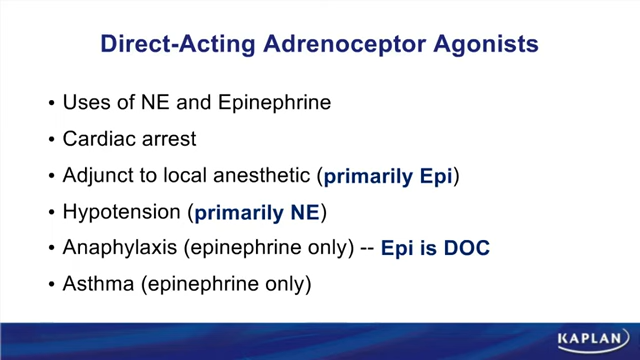 Direct-Acting Adrenoceptor Agonists
• Uses of NE and Epinephrine
• Cardiac arrest
• Adjunct to local anesthetic (primarily Epi)
• Hypotension (primarily NE)
• Anaphylaxis (epinephrine only) -- Epi is DOC
• Asthma (epinephrine only)
KAPLAN